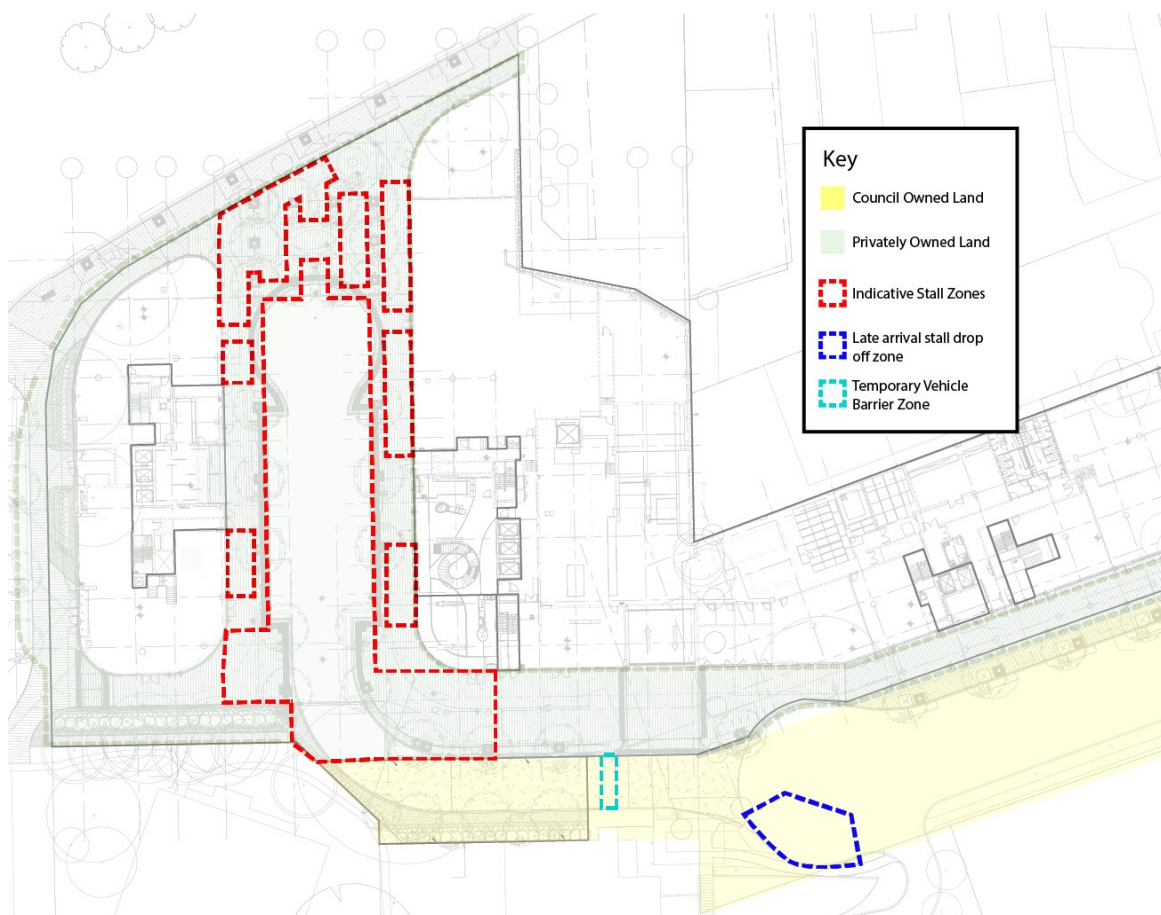 Key
Council Owned Land
Privately Owned Land
Indicative Stall Zones
Late arrival stall drop
off zone
Temporary Vehicle
Barrier Zone